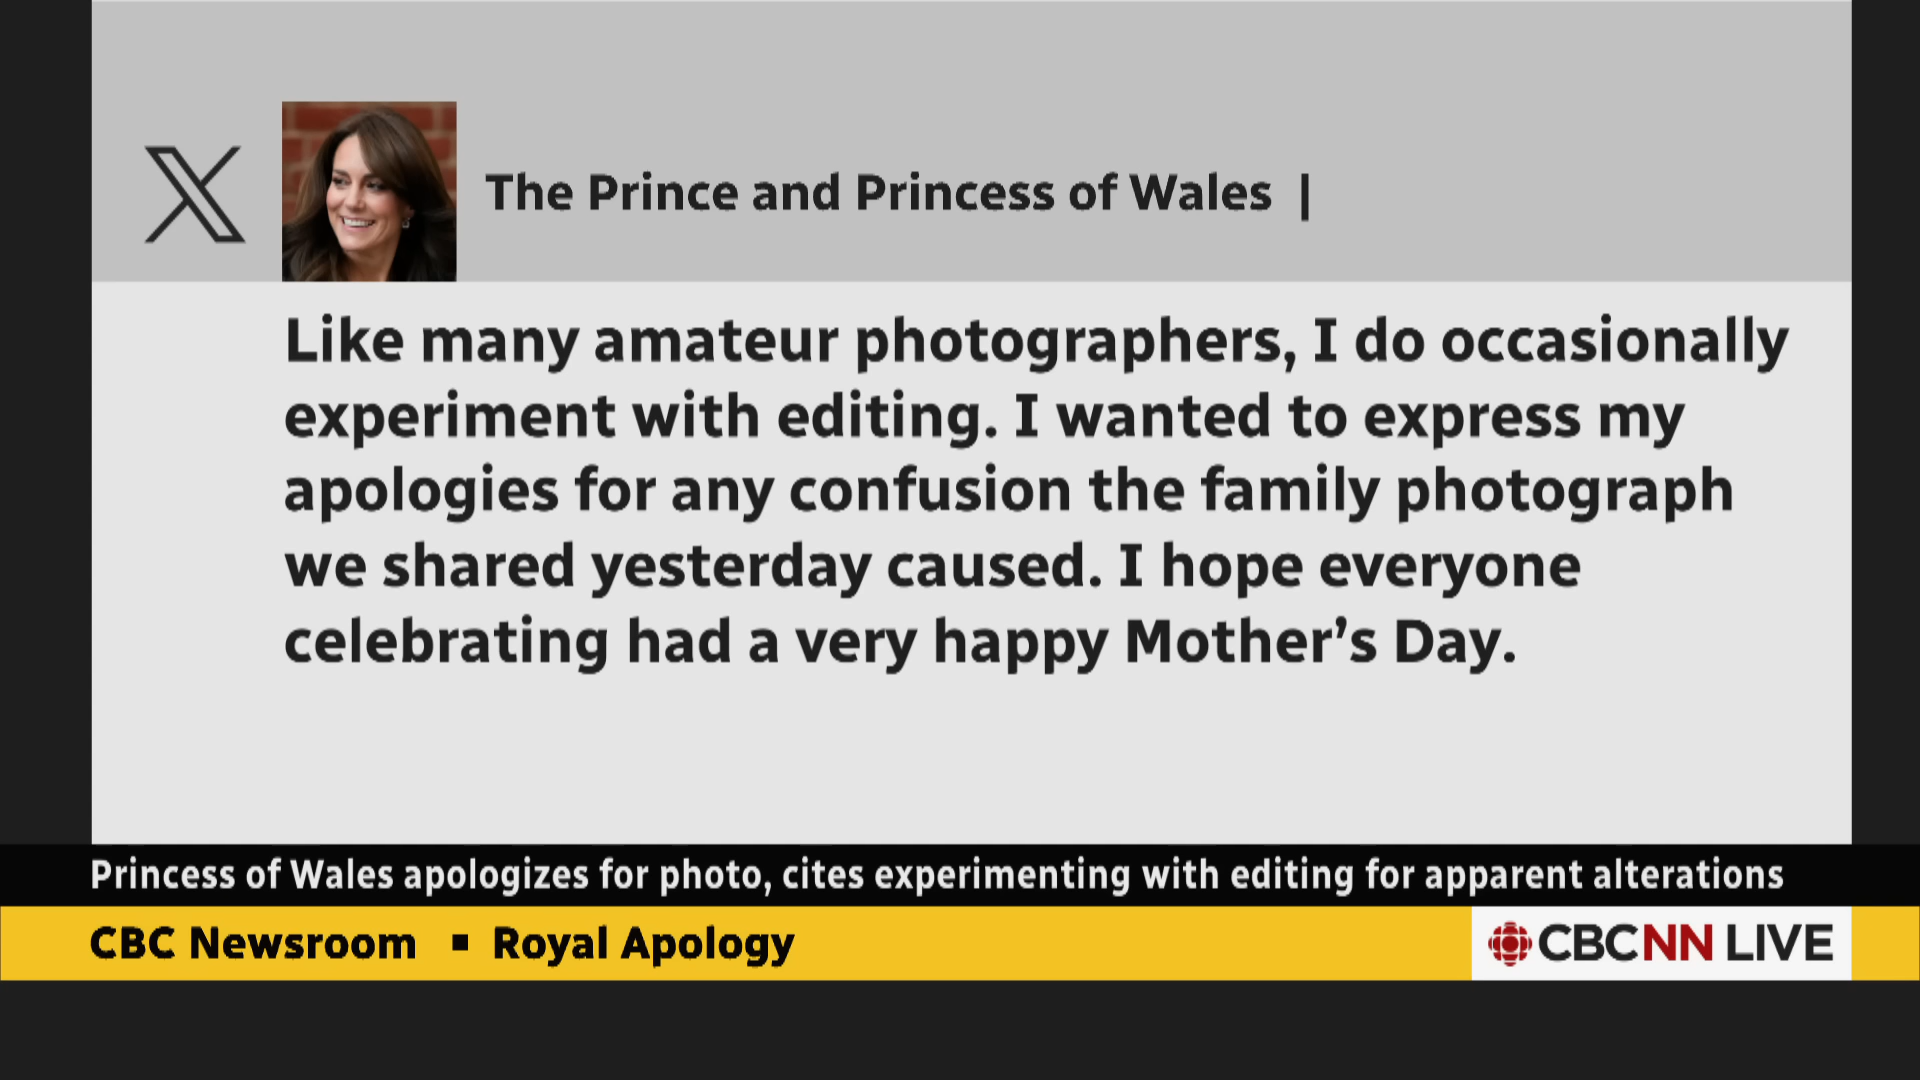 The Prince and Princess of Wales |
Like many amateur photographers, I do occasionally
experiment with editing. I wanted to express my
apologies for any confusion the family photograph
we shared yesterday caused. I hope everyone
celebrating had a very happy Mother’s Day.
Princess of Wales apologizes for photo, cites experimenting with editing for apparent alterations
CBC Newsroom ▪ Royal Apology
CBCNN LIVE